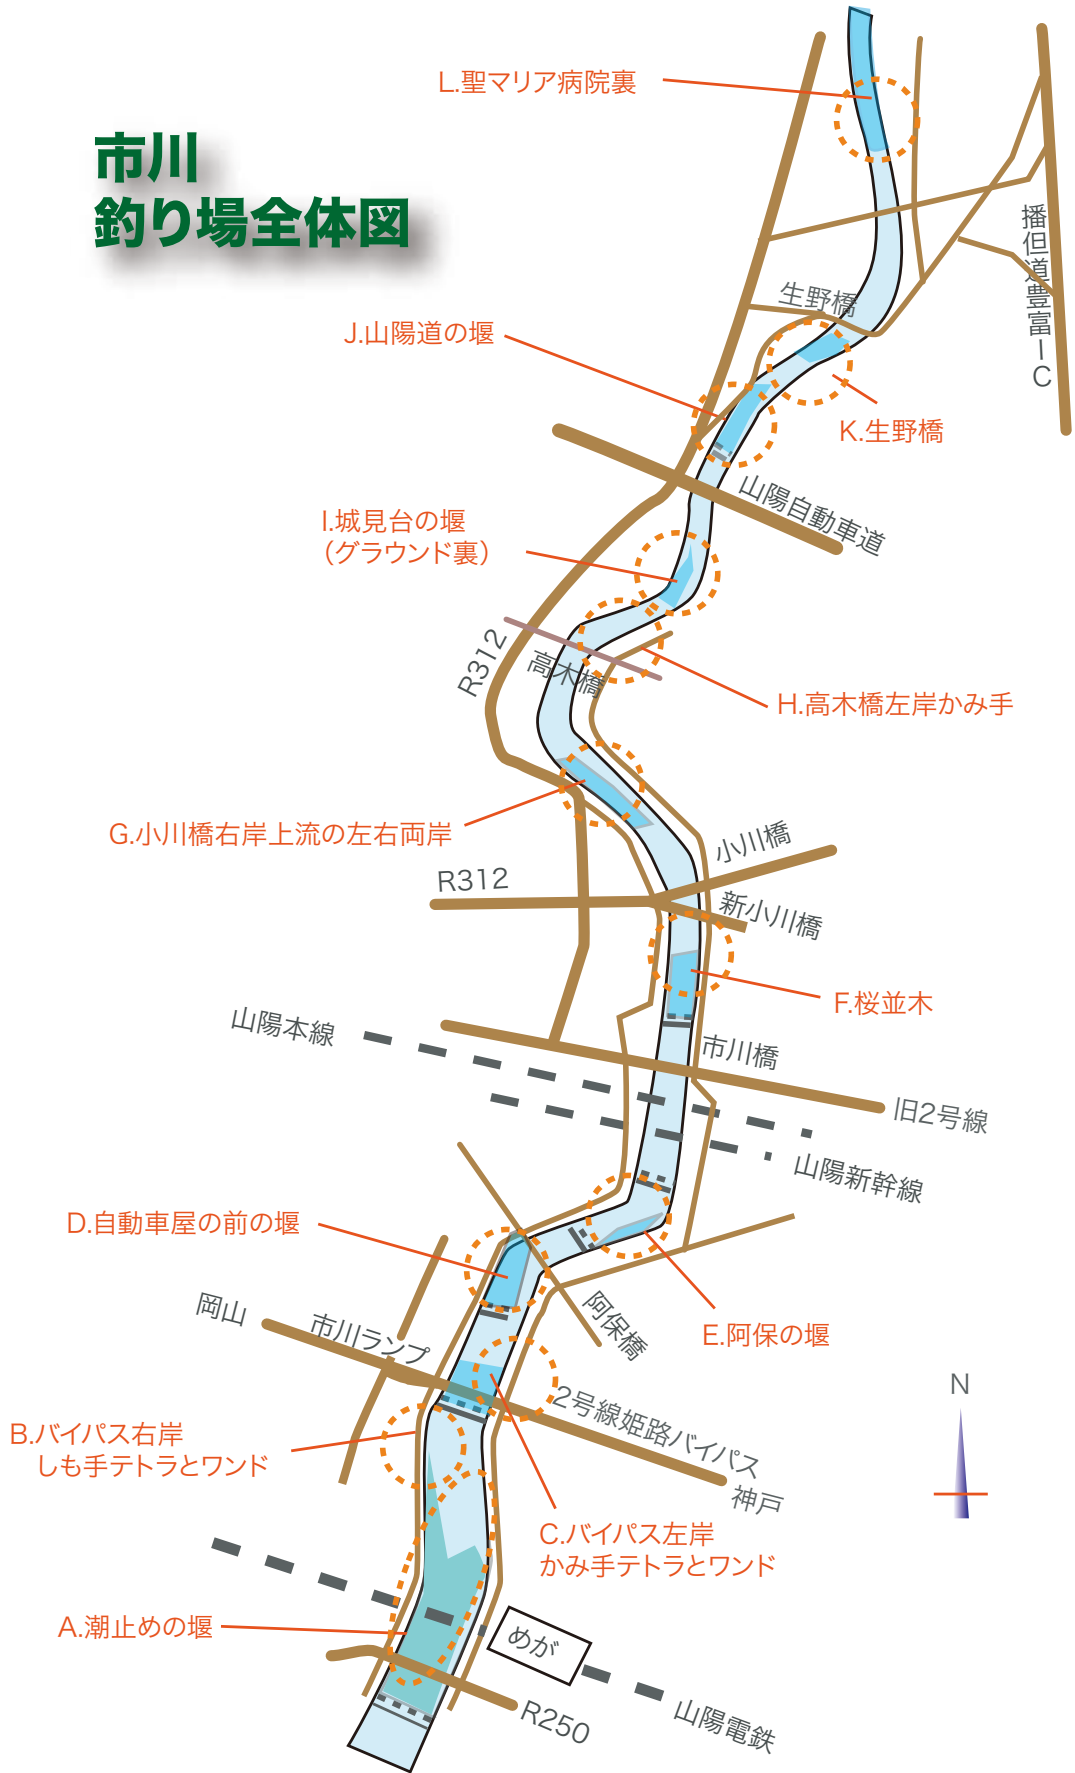 市川
釣り場全体図
L.聖マリア病院裏
播但道豊富IC
生野橋
J.山陽道の堰
K.生野橋
山陽自動車道
I.城見台の堰
（グラウンド裏）
R312
高木橋
H.高木橋左岸かみ手
G.小川橋右岸上流の左右両岸
小川橋
R312
新小川橋
F.桜並木
山陽本線
市川橋
旧2号線
山陽新幹線
D.自動車屋の前の堰
岡山
市川ランプ
阿保橋
E.阿保の堰
N
2号線姫路バイパス
神戸
B.バイパス右岸
しも手テトラとワンド
C.バイパス左岸
かみ手テトラとワンド
A.潮止めの堰
めが
R250
山陽電鉄